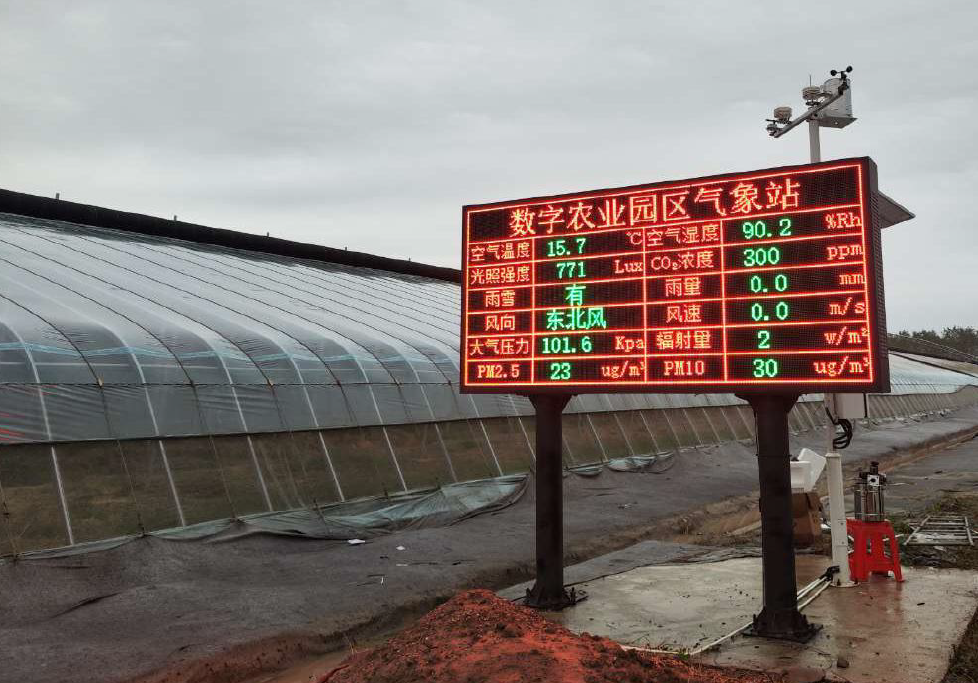 数字农业园区气象站
空气温度 15.7 ℃ 空气湿度 90.2 %Rh
光照强度 771 Lux CO₂浓度 300 ppm
雨雪 有 雨量 0.0 mm
风向 东北风 风速 0.0 m/s
大气压力 101.6 Kpa 辐射量 2 w/m²
PM2.5 23 ug/m³ PM10 30 ug/m³